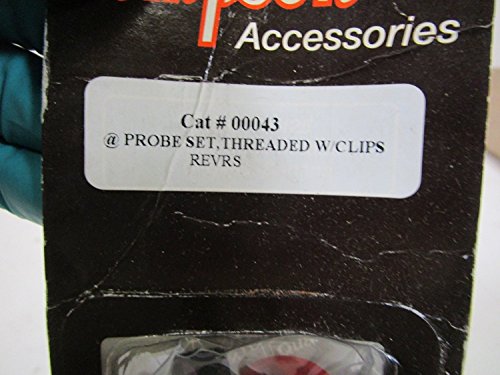 Accessories
Cat # 00043
@ PROBE SET,THREADED W/CLIPS
REVRS